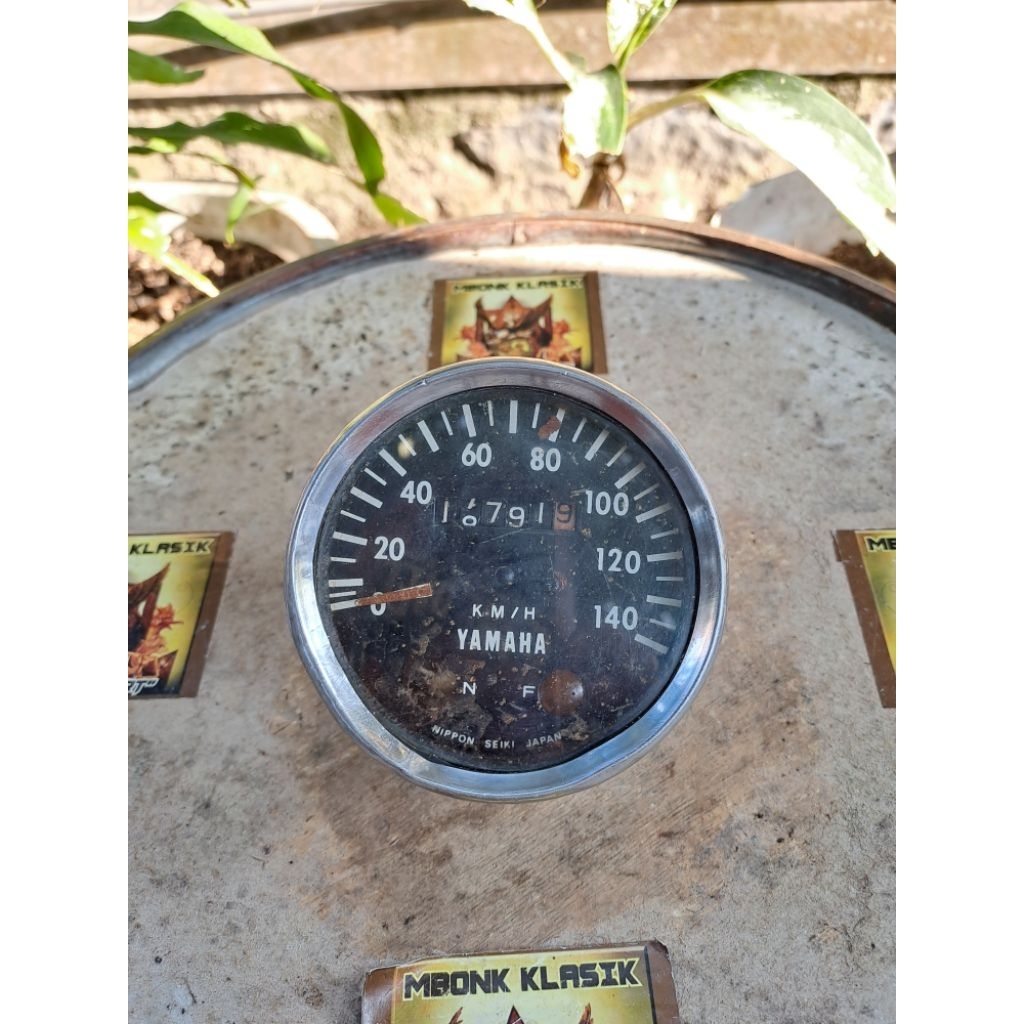 MBONK KLASIK
60 80
40 100
20 120
0 140
KM/H
YAMAHA
N F
NIPPON SEIKI JAPAN
KLASIK
MBONK KLASIK